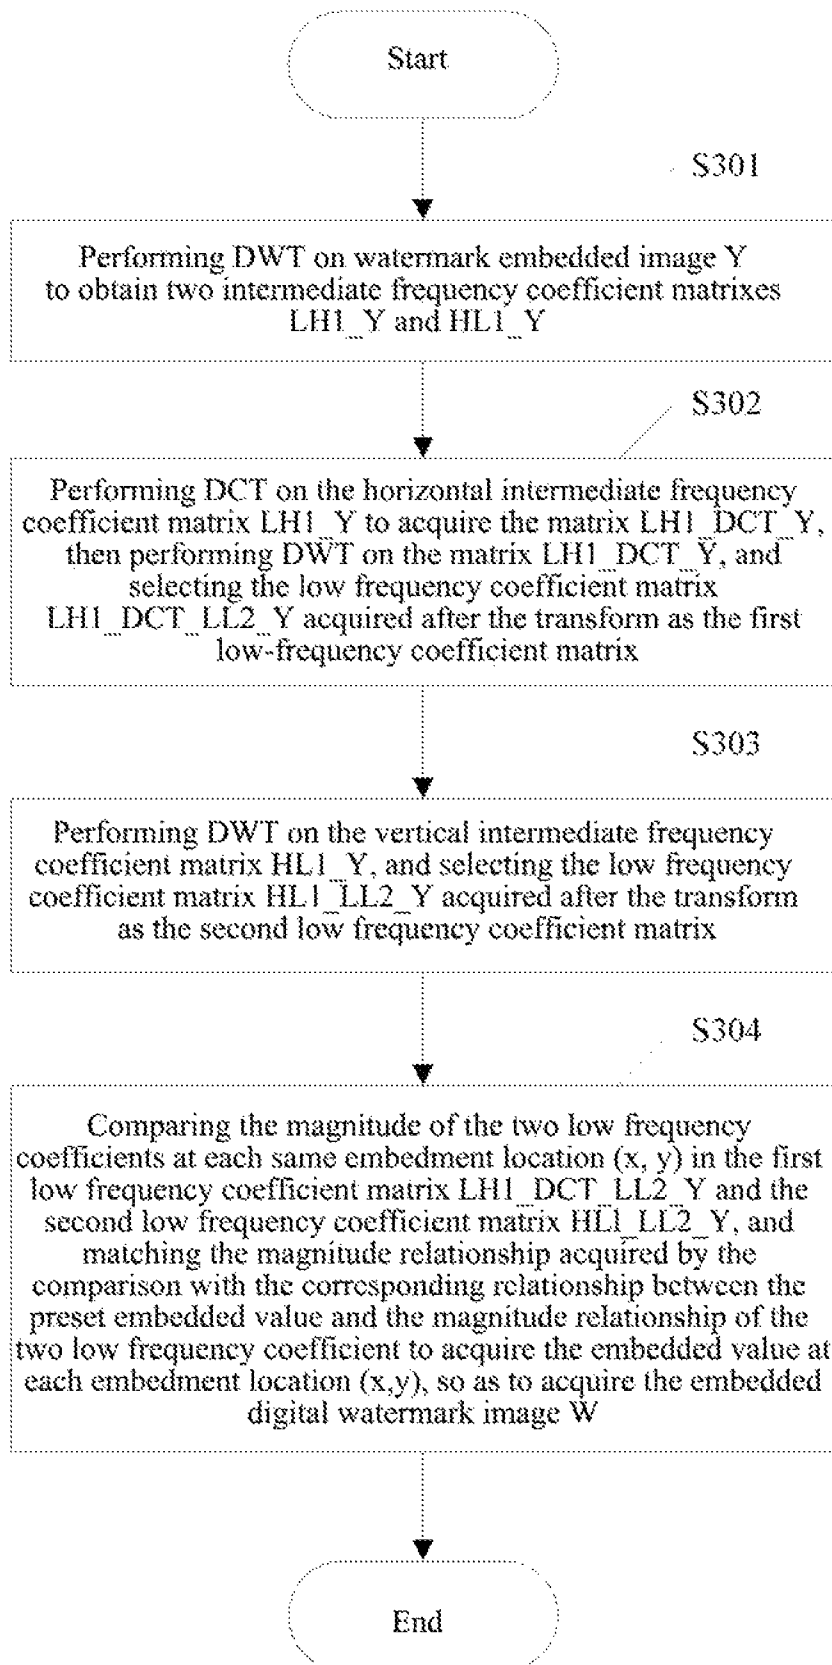 Start
S301
Performing DWT on watermark embedded image Y
to obtain two intermediate frequency coefficient matrixes
LH1_Y and HL1_Y
S302
Performing DCT on the horizontal intermediate frequency
coefficient matrix LH1_Y to acquire the matrix LH1_DCT_Y,
then performing DWT on the matrix LH1_DCT_Y, and
selecting the low frequency coefficient matrix
LH1_DCT_LL2_Y acquired after the transform as the first
low-frequency coefficient matrix
S303
Performing DWT on the vertical intermediate frequency
coefficient matrix HL1_Y, and selecting the low frequency
coefficient matrix HL1_LL2_Y acquired after the transform
as the second low frequency coefficient matrix
S304
Comparing the magnitude of the two low frequency
coefficients at each same embedment location (x, y) in the first
low frequency coefficient matrix LH1_DCT_LL2_Y and the
second low frequency coefficient matrix HL1_LL2_Y, and
matching the magnitude relationship acquired by the
comparison with the corresponding relationship between the
preset embedded value and the magnitude relationship of the
two low frequency coefficient to acquire the embedded value at
each embedment location (x,y), so as to acquire the embedded
digital watermark image W
End